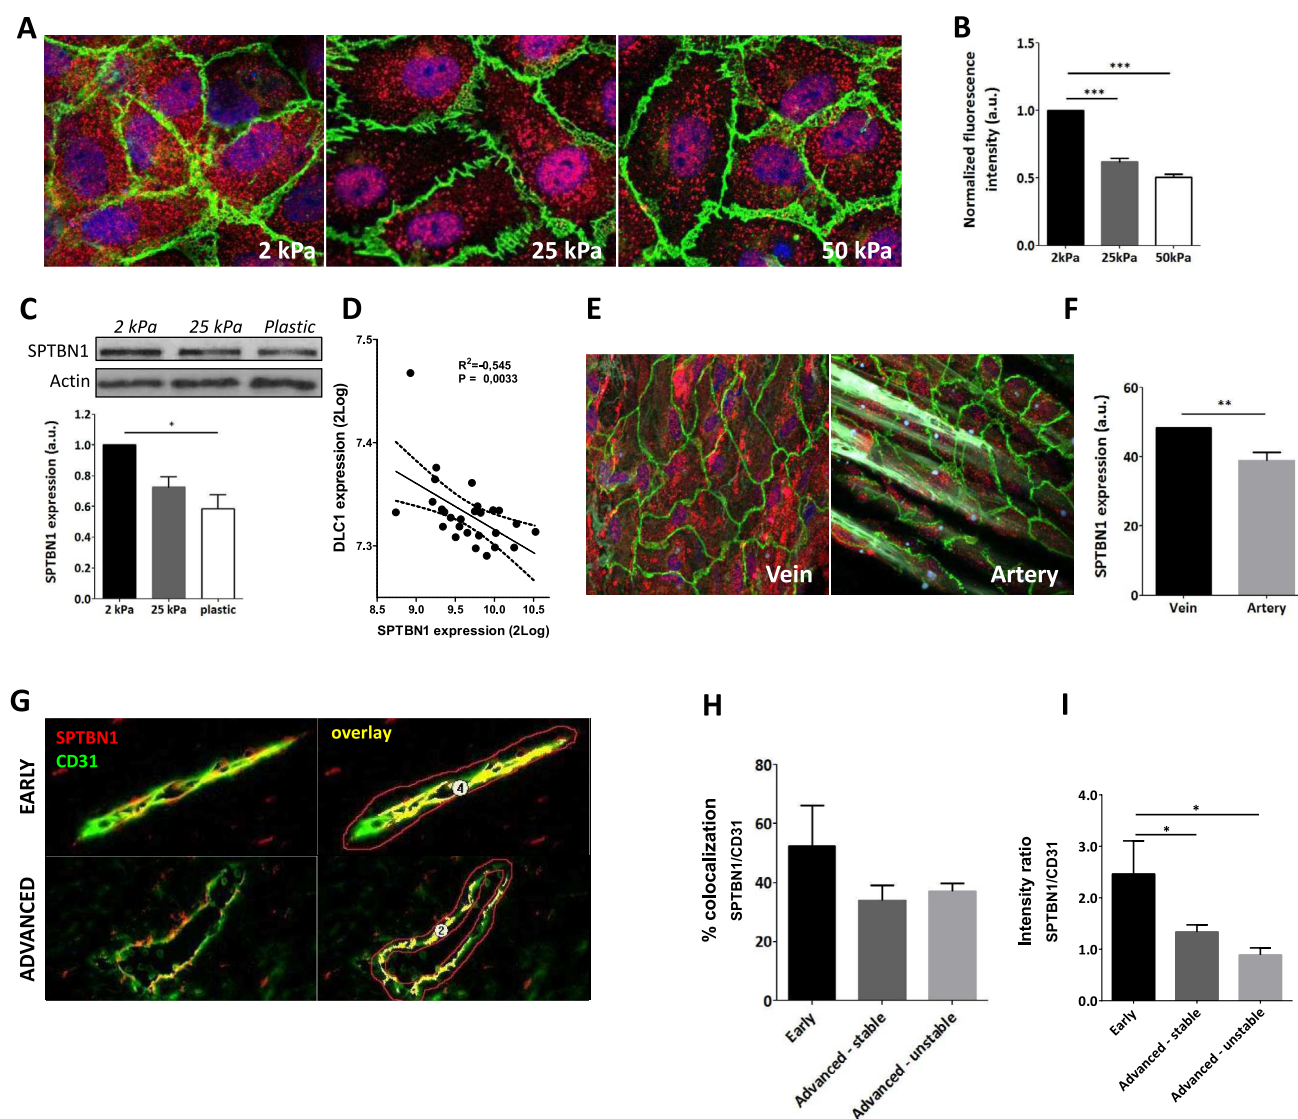 A
2 kPa
25 kPa
50 kPa
B
Normalized fluorescence
intensity (a.u.)
1.5
1.0
0.5
0.0
***
***
2kPa
25kPa
50kPa
C
2 kPa
25 kPa
Plastic
SPTBN1
Actin
SPTBN1 expression (a.u.)
1.2
1.0
0.8
0.6
0.4
0.2
0.0
*
2 kPa
25 kPa
plastic
D
DLC1 expression (2Log)
7.5
7.4
7.3
R²=-0,545
P = 0,0033
8.5
9.0
9.5
10.0
10.5
SPTBN1 expression (2Log)
E
Vein
Artery
F
SPTBN1 expression (a.u.)
60
40
20
0
**
Vein
Artery
G
EARLY
SPTBN1
CD31
overlay
4
ADVANCED
2
H
% colocalization
SPTBN1/CD31
80
60
40
20
0
Early
Advanced - stable
Advanced - unstable
I
Intensity ratio
SPTBN1/CD31
4.0
3.0
2.0
1.0
0.0
*
*
Early
Advanced - stable
Advanced - unstable